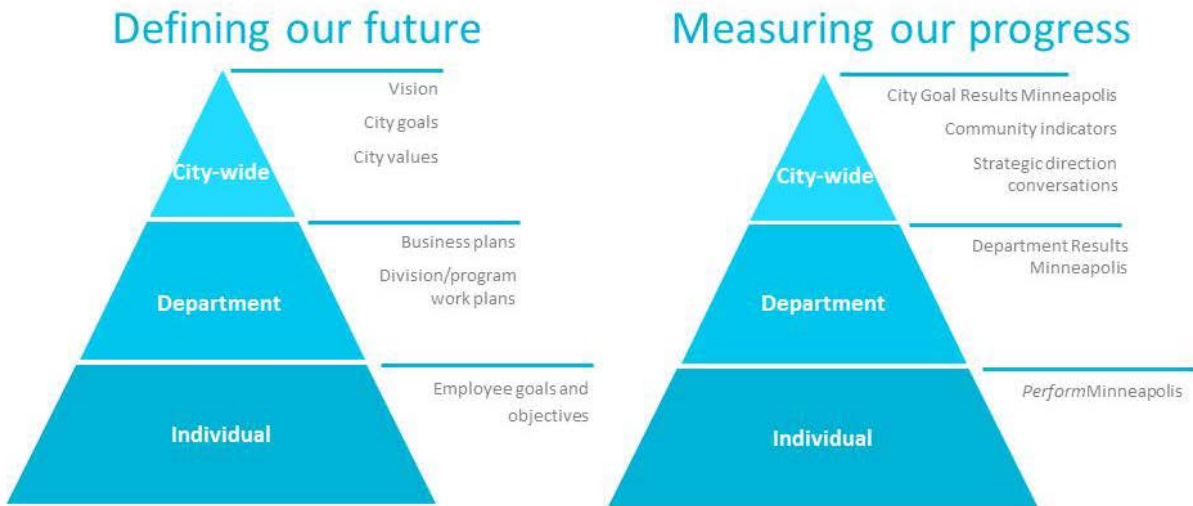 Defining our future
Vision
City goals
City values
City-wide
Business plans
Division/program
work plans
Department
Employee goals and
objectives
Individual
Measuring our progress
City Goal Results Minneapolis
Community indicators
Strategic direction
conversations
City-wide
Department Results
Minneapolis
Department
PerformMinneapolis
Individual